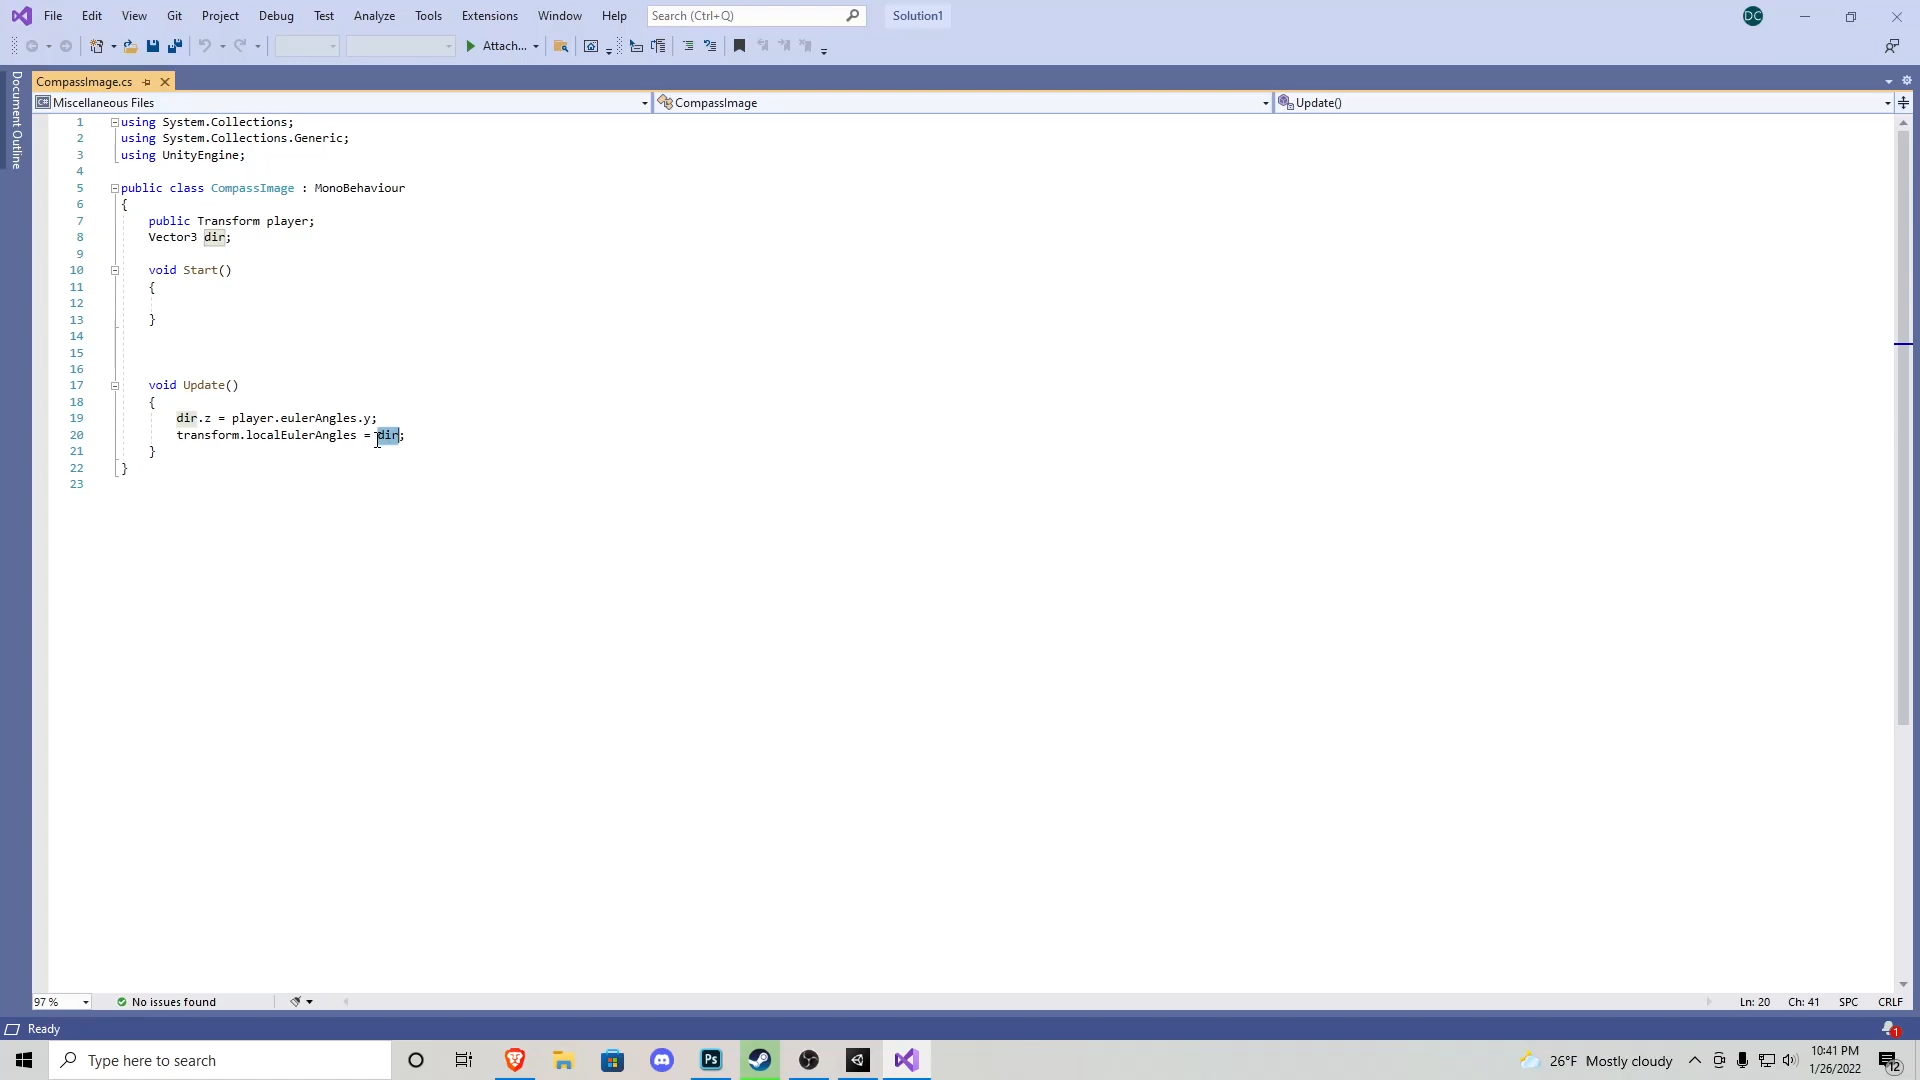 File Edit View Git Project Debug Test Analyze Tools Extensions Window Help Search (Ctrl+Q) Solution1 DC
Attach...
Document Outline
CompassImage.cs
C# Miscellaneous Files CompassImage Update()
1 using System.Collections;
2 using System.Collections.Generic;
3 using UnityEngine;
4
5 public class CompassImage : MonoBehaviour
6 {
7 public Transform player;
8 Vector3 dir;
9
10 void Start()
11 {
12
13 }
14
15
16
17 void Update()
18 {
19 dir.z = player.eulerAngles.y;
20 transform.localEulerAngles = dir;
21 }
22 }
23
97 % No issues found Ln: 20 Ch: 41 SPC CRLF
Ready 1
Type here to search Ps 26°F Mostly cloudy 10:41 PM
1/26/2022 12